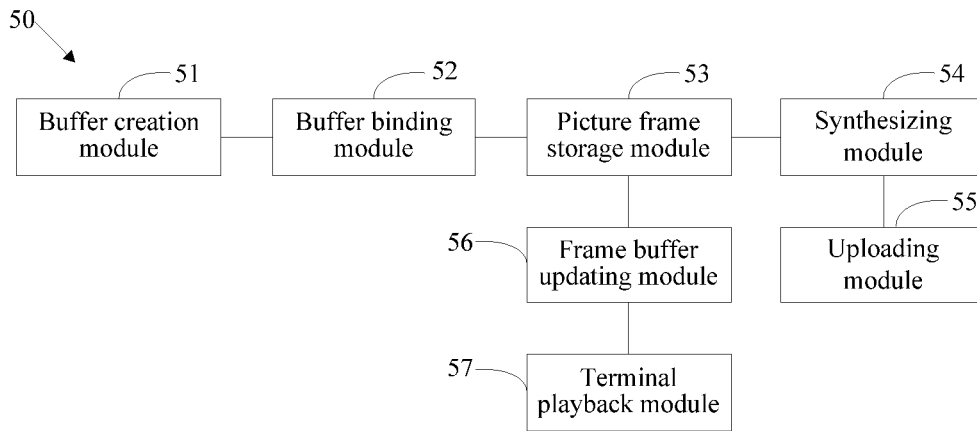 50
51
52
53
54
Buffer creation
module
Buffer binding
module
Picture frame
storage module
Synthesizing
module
55
56
Frame buffer
updating module
Uploading
module
57
Terminal
playback module